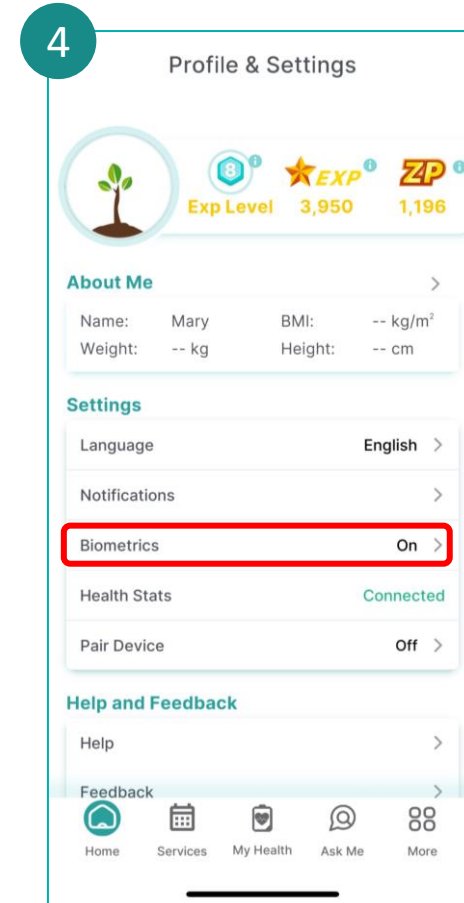 4
Profile & Settings
8
EXP
ZP
Exp Level 3,950 1,196
About Me
Name: Mary BMI: -- kg/m²
Weight: -- kg Height: -- cm
Settings
Language English
Notifications
Biometrics On
Health Stats Connected
Pair Device Off
Help and Feedback
Help
Feedback
Home Services My Health Ask Me More